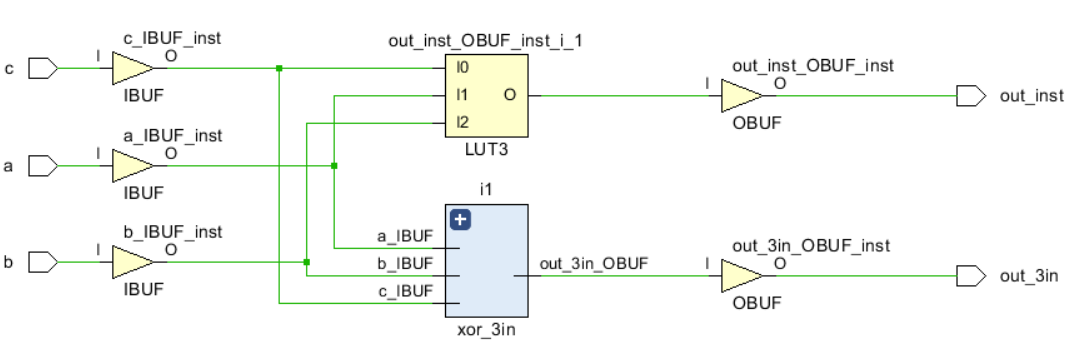 c
I
c_IBUF_inst
O
IBUF
out_inst_OBUF_inst_i_1
I0
I1
I2
O
LUT3
I
out_inst_OBUF_inst
O
OBUF
out_inst
a
I
a_IBUF_inst
O
IBUF
b
I
b_IBUF_inst
O
IBUF
i1
+
a_IBUF
b_IBUF
c_IBUF
out_3in_OBUF
xor_3in
I
out_3in_OBUF_inst
O
OBUF
out_3in